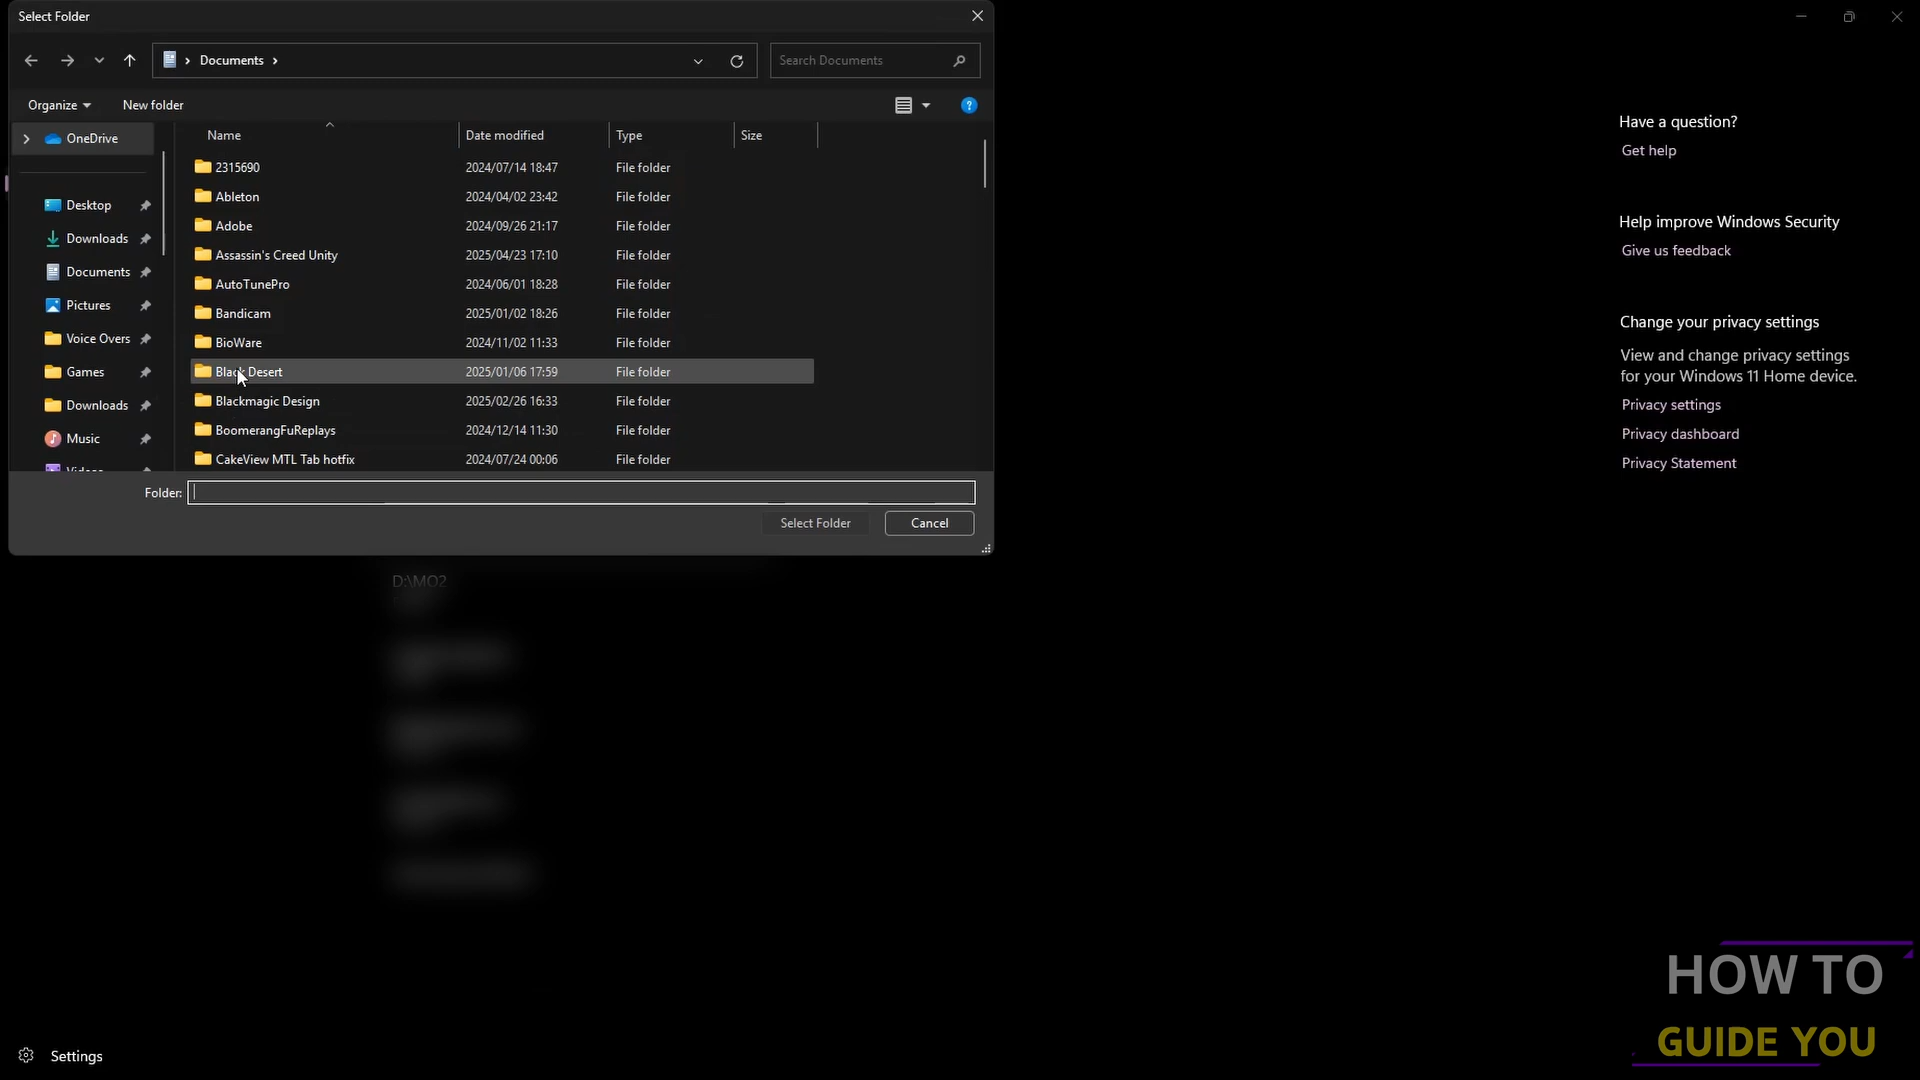 Select Folder
Documents
Search Documents
Organize
New folder
OneDrive
Desktop
Downloads
Documents
Pictures
Voice Overs
Games
Downloads
Music
Videos
Name Date modified Type Size
2315690 2024/07/14 18:47 File folder
Ableton 2024/04/02 23:42 File folder
Adobe 2024/09/26 21:17 File folder
Assassin's Creed Unity 2025/04/23 17:10 File folder
AutoTunePro 2024/06/01 18:28 File folder
Bandicam 2025/01/02 18:26 File folder
BioWare 2024/11/02 11:33 File folder
Black Desert 2025/01/06 17:59 File folder
Blackmagic Design 2025/02/26 16:33 File folder
BoomerangFuReplays 2024/12/14 11:30 File folder
CakeView MTL Tab hotfix 2024/07/24 00:06 File folder
Folder:
Select Folder
Cancel
D:\MO2
Settings
Have a question?
Get help
Help improve Windows Security
Give us feedback
Change your privacy settings
View and change privacy settings
for your Windows 11 Home device.
Privacy settings
Privacy dashboard
Privacy Statement
HOW TO
GUIDE YOU